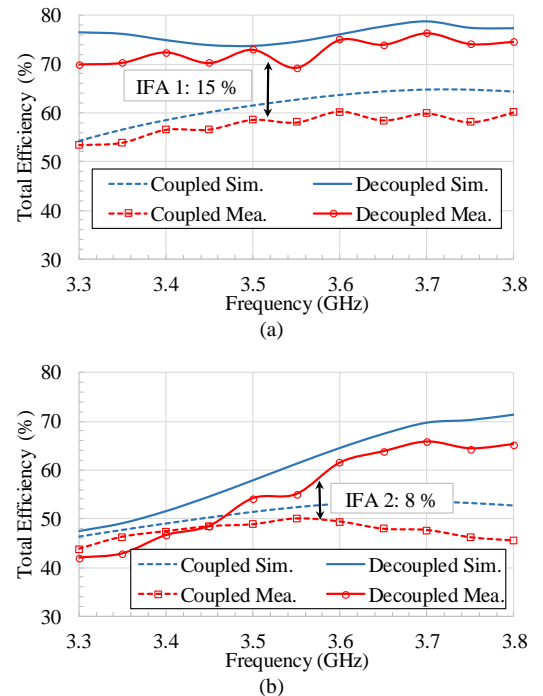 80
70
60
50
40
30
Total Efficiency (%)
IFA 1: 15 %
Coupled Sim. Decoupled Sim.
Coupled Mea. Decoupled Mea.
3.3 3.4 3.5 3.6 3.7 3.8
Frequency (GHz)
(a)
80
70
60
50
40
30
Total Efficiency (%)
IFA 2: 8 %
Coupled Sim. Decoupled Sim.
Coupled Mea. Decoupled Mea.
3.3 3.4 3.5 3.6 3.7 3.8
Frequency (GHz)
(b)